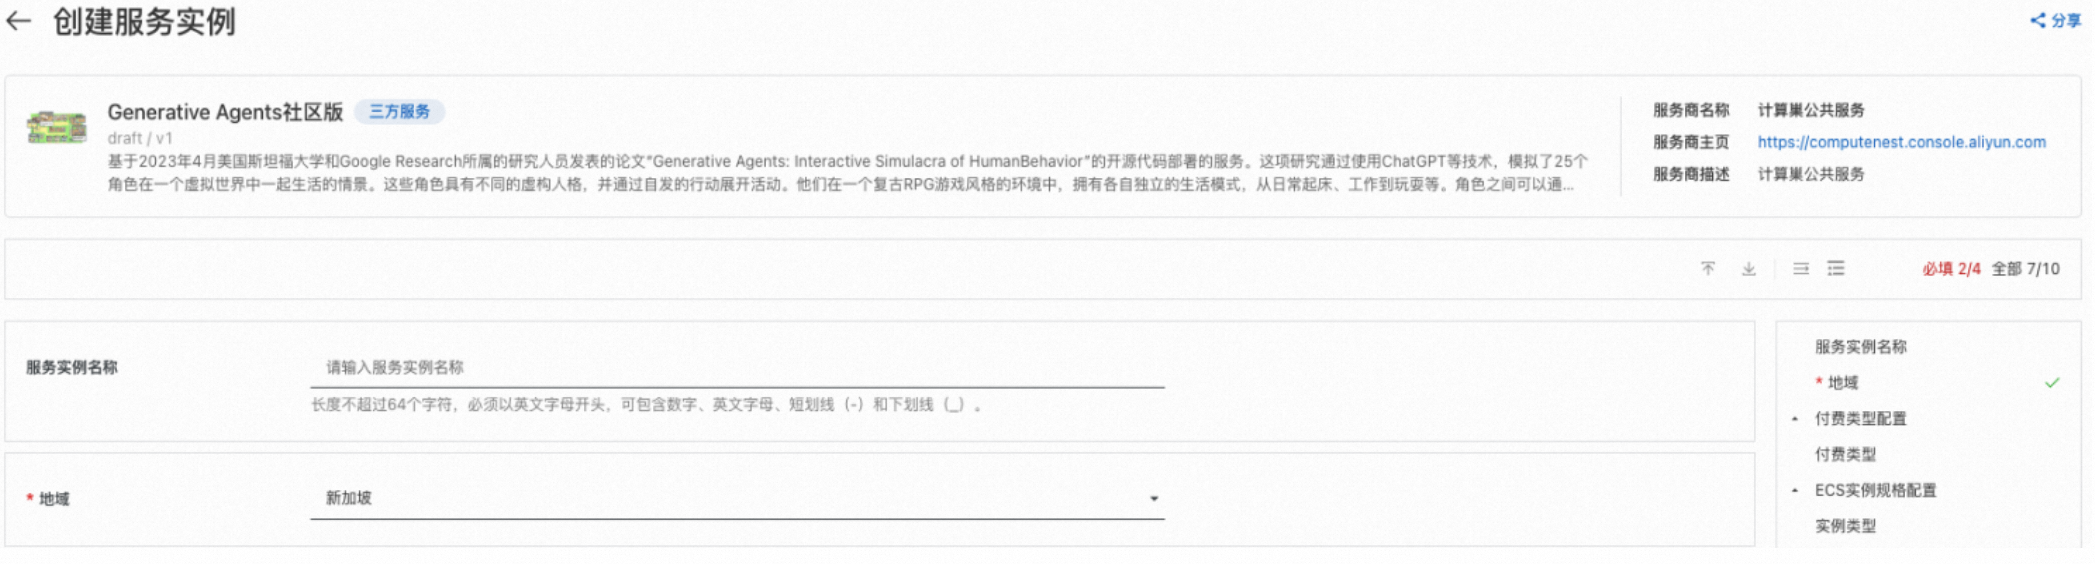 创建服务实例
分享
Generative Agents社区版 三方服务
draft / v1
基于2023年4月美国斯坦福大学和Google Research所属的研究人员发表的论文“Generative Agents: Interactive Simulacra of HumanBehavior”的开源代码部署的服务。这项研究通过使用ChatGPT等技术，模拟了25个
角色在一个虚拟世界中一起生活的情景。这些角色具有不同的虚构人格，并通过自发的行动展开活动。他们在一个复古RPG游戏风格的环境中，拥有各自独立的生活模式，从日常起床、工作到玩耍等。角色之间可以通...
服务商名称 计算巢公共服务
服务商主页 https://computenest.console.aliyun.com
服务商描述 计算巢公共服务
必填 2/4 全部 7/10
服务实例名称 请输入服务实例名称
长度不超过64个字符，必须以英文字母开头，可包含数字、英文字母、短划线（-）和下划线（_）。
* 地域 新加坡
服务实例名称
* 地域
付费类型配置
付费类型
ECS实例规格配置
实例类型